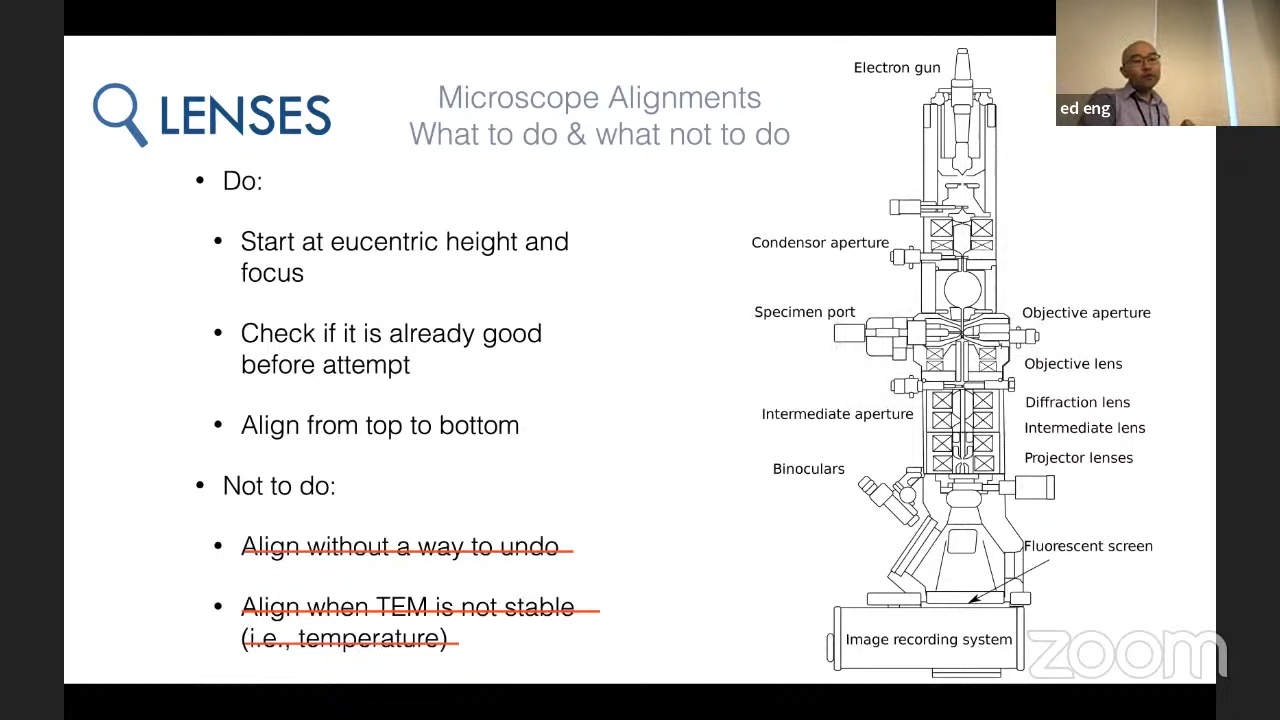 LENSES
Microscope Alignments
What to do & what not to do
• Do:
• Start at eucentric height and
focus
• Check if it is already good
before attempt
• Align from top to bottom
• Not to do:
• Align without a way to undo
• Align when TEM is not stable
(i.e., temperature)
Electron gun
Condensor aperture
Specimen port
Objective aperture
Objective lens
Diffraction lens
Intermediate aperture
Intermediate lens
Projector lenses
Binoculars
Fluorescent screen
Image recording system
ed eng
zoom